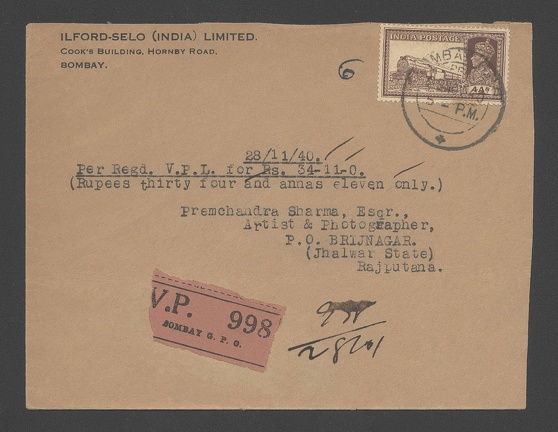 ILFORD-SELO (INDIA) LIMITED.
COOK'S BUILDING, HORNBY ROAD,
BOMBAY.
6
INDIA POSTAGE
4As
BOMBAY
P.M.
28/11/40.
Per Regd. V.P.L. for Rs. 34-11-0.
(Rupees thirty four and annas eleven only.)
Premchandra Sharma, Esqr.,
Artist & Photographer,
P.O. BRIJNAGAR.
(Jhalwar State)
Rajputana.
V.P. 998
BOMBAY G. P. O.